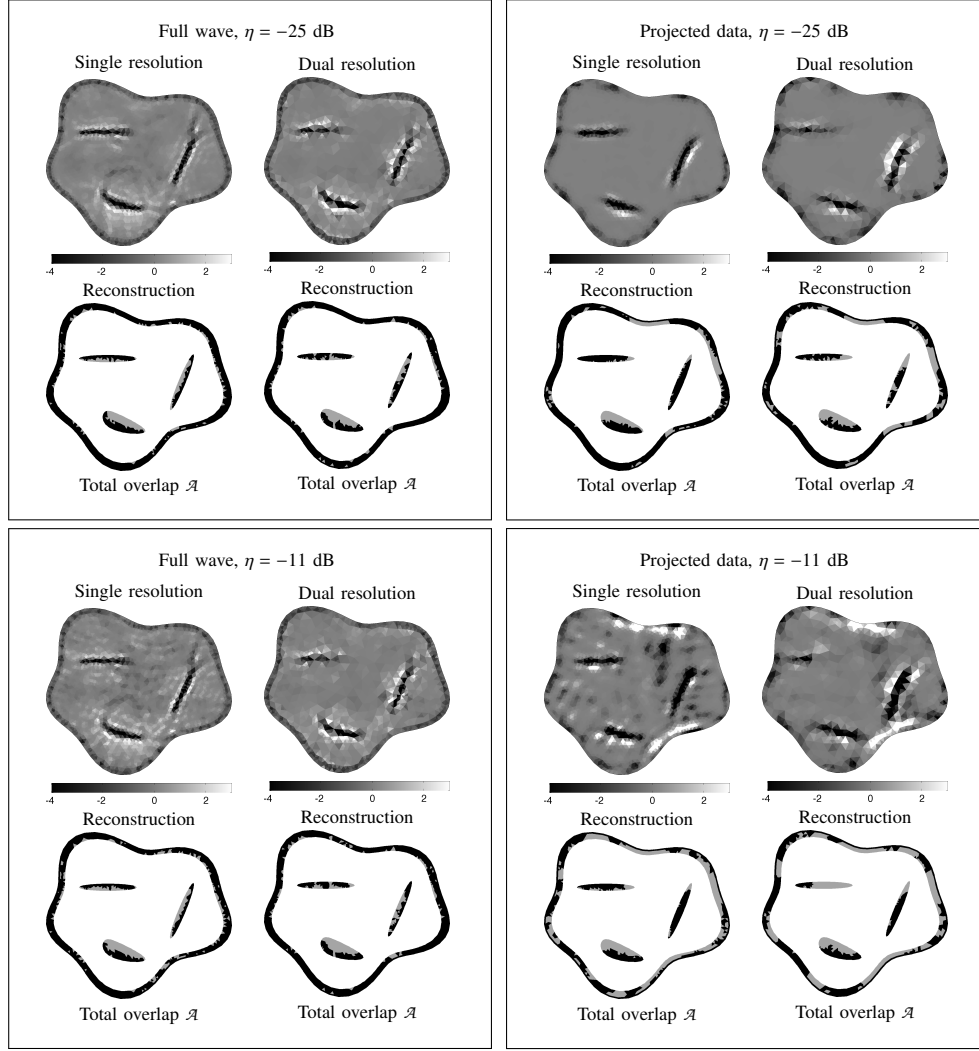 Full wave, η = −25 dB
Single resolution Dual resolution
-4 -2 0 2 -4 -2 0 2
Reconstruction Reconstruction
Total overlap 𝒜 Total overlap 𝒜
Projected data, η = −25 dB
Single resolution Dual resolution
-4 -2 0 2 -4 -2 0 2
Reconstruction Reconstruction
Total overlap 𝒜 Total overlap 𝒜
Full wave, η = −11 dB
Single resolution Dual resolution
-4 -2 0 2 -4 -2 0 2
Reconstruction Reconstruction
Total overlap 𝒜 Total overlap 𝒜
Projected data, η = −11 dB
Single resolution Dual resolution
-4 -2 0 2 -4 -2 0 2
Reconstruction Reconstruction
Total overlap 𝒜 Total overlap 𝒜